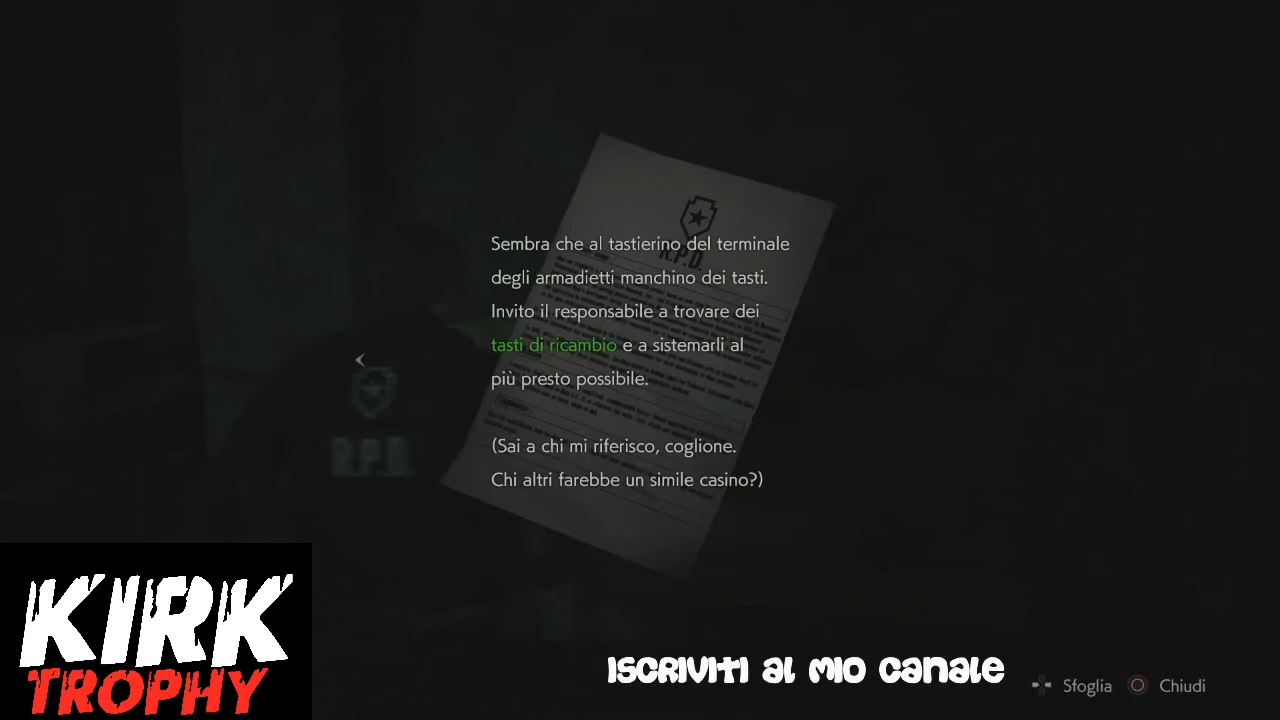 Sembra che al tastierino del terminale
degli armadietti manchino dei tasti.
Invito il responsabile a trovare dei
tasti di ricambio e a sistemarli al
più presto possibile.
(Sai a chi mi riferisco, coglione.
Chi altri farebbe un simile casino?)
R.P.D.
R.P.D.
KIRK
TROPHY
ISCRIVITI AL MIO CANALE
Sfoglia
Chiudi